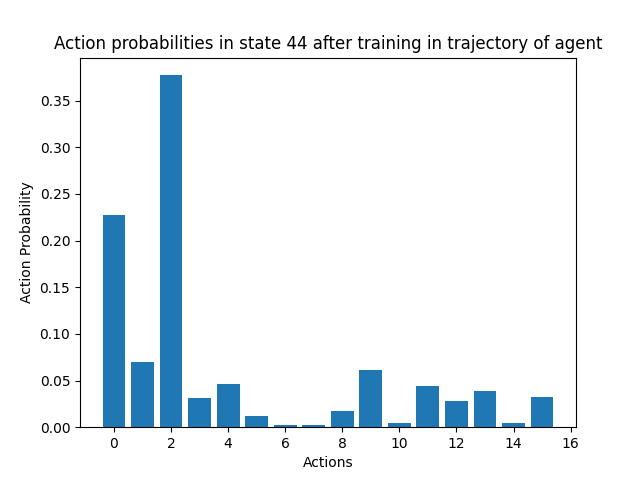 Action probabilities in state 44 after training in trajectory of agent
0.35
0.30
0.25
0.20
0.15
0.10
0.05
0.00
Action Probability
0 2 4 6 8 10 12 14 16
Actions